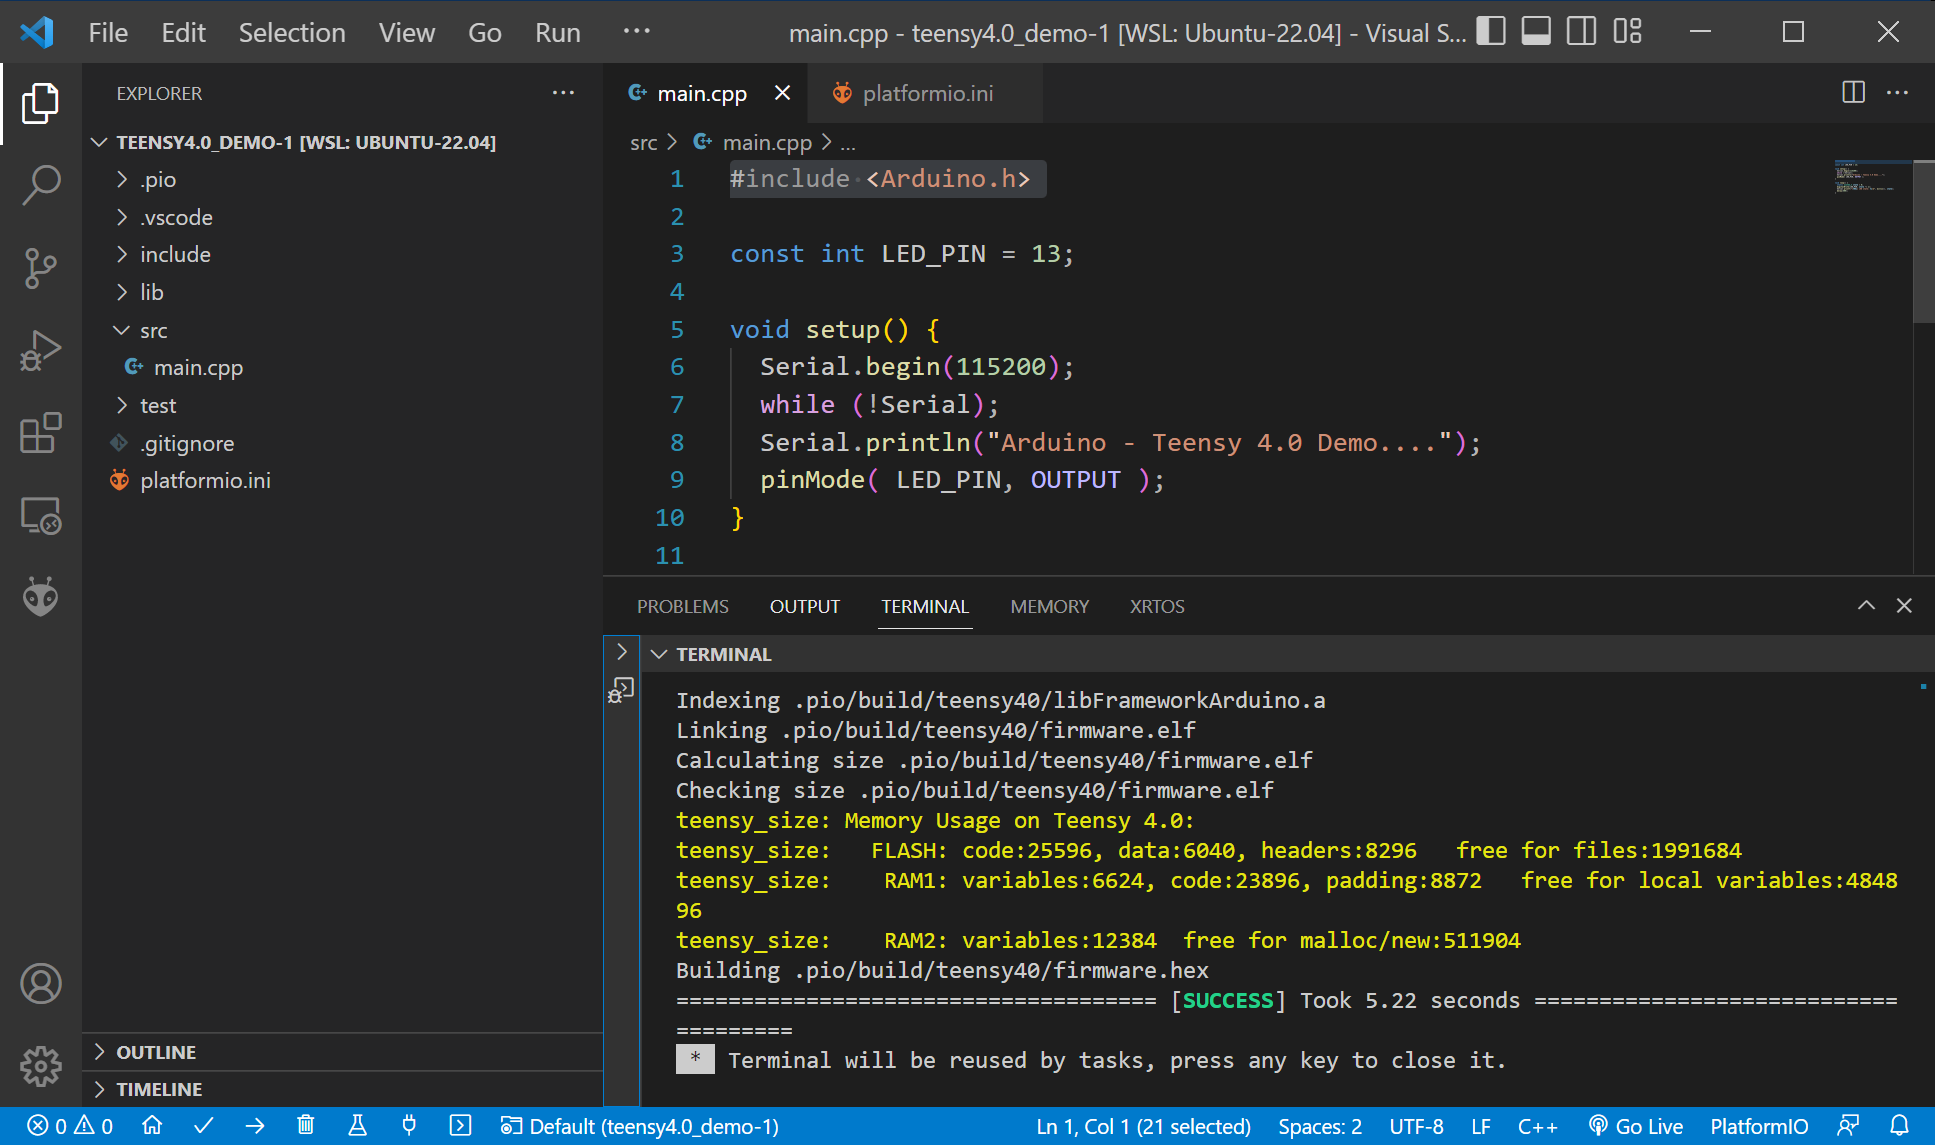 File Edit Selection View Go Run ··· main.cpp - teensy4.0_demo-1 [WSL: Ubuntu-22.04] - Visual S...
EXPLORER
TEENSY4.0_DEMO-1 [WSL: UBUNTU-22.04]
.pio
.vscode
include
lib
src
main.cpp
test
.gitignore
platformio.ini
OUTLINE
TIMELINE
main.cpp platformio.ini
src > main.cpp > ...
1 #include <Arduino.h>
2
3 const int LED_PIN = 13;
4
5 void setup() {
6 Serial.begin(115200);
7 while (!Serial);
8 Serial.println("Arduino - Teensy 4.0 Demo....");
9 pinMode( LED_PIN, OUTPUT );
10 }
11
PROBLEMS OUTPUT TERMINAL MEMORY XRTOS
TERMINAL
Indexing .pio/build/teensy40/libFrameworkArduino.a
Linking .pio/build/teensy40/firmware.elf
Calculating size .pio/build/teensy40/firmware.elf
Checking size .pio/build/teensy40/firmware.elf
teensy_size: Memory Usage on Teensy 4.0:
teensy_size: FLASH: code:25596, data:6040, headers:8296 free for files:1991684
teensy_size: RAM1: variables:6624, code:23896, padding:8872 free for local variables:4848
96
teensy_size: RAM2: variables:12384 free for malloc/new:511904
Building .pio/build/teensy40/firmware.hex
===================================== [SUCCESS] Took 5.22 seconds ============================
=========
* Terminal will be reused by tasks, press any key to close it.
0 0 Default (teensy4.0_demo-1) Ln 1, Col 1 (21 selected) Spaces: 2 UTF-8 LF C++ Go Live PlatformIO